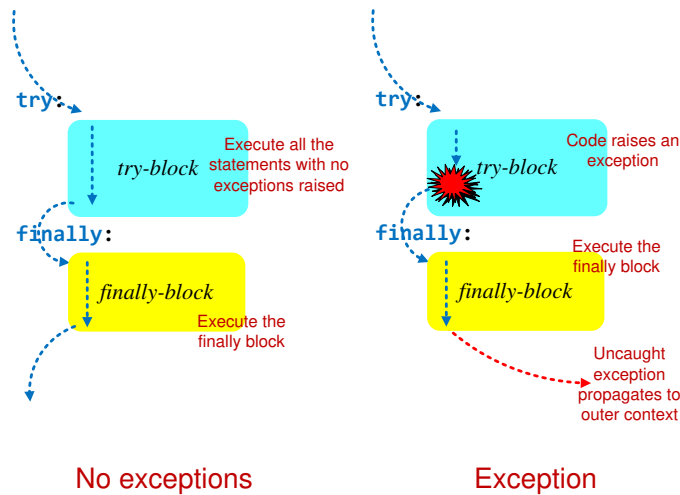 try:
Execute all the
statements with no
exceptions raised
try-block
finally:
finally-block
Execute the
finally block
No exceptions
try:
Code raises an
exception
try-block
finally:
Execute the
finally block
finally-block
Uncaught
exception
propagates to
outer context
Exception